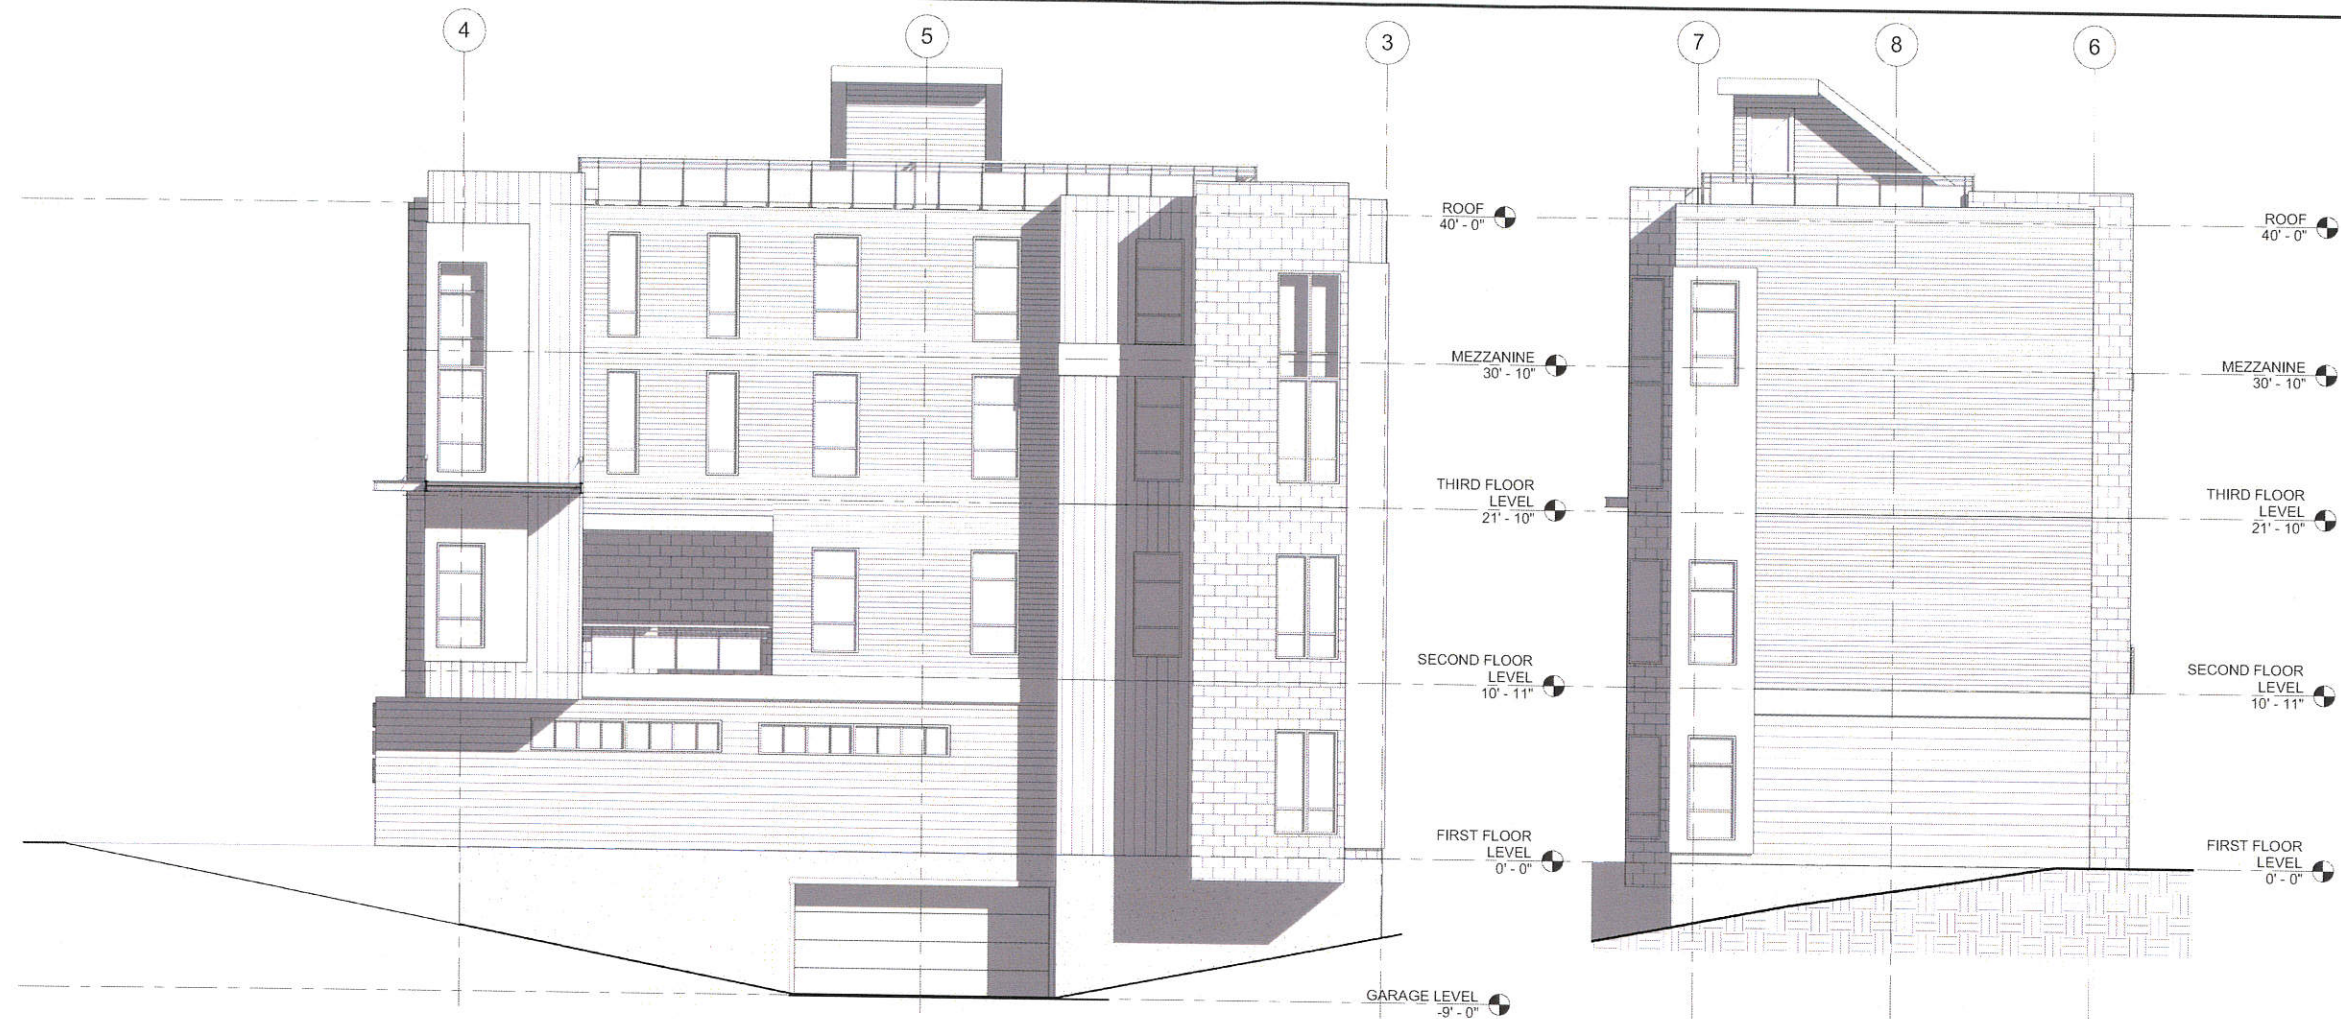 4
5
3
7
8
6
ROOF
40' - 0"
MEZZANINE
30' - 10"
THIRD FLOOR
LEVEL
21' - 10"
SECOND FLOOR
LEVEL
10' - 11"
FIRST FLOOR
LEVEL
0' - 0"
GARAGE LEVEL
-9' - 0"
ROOF
40' - 0"
MEZZANINE
30' - 10"
THIRD FLOOR
LEVEL
21' - 10"
SECOND FLOOR
LEVEL
10' - 11"
FIRST FLOOR
LEVEL
0' - 0"